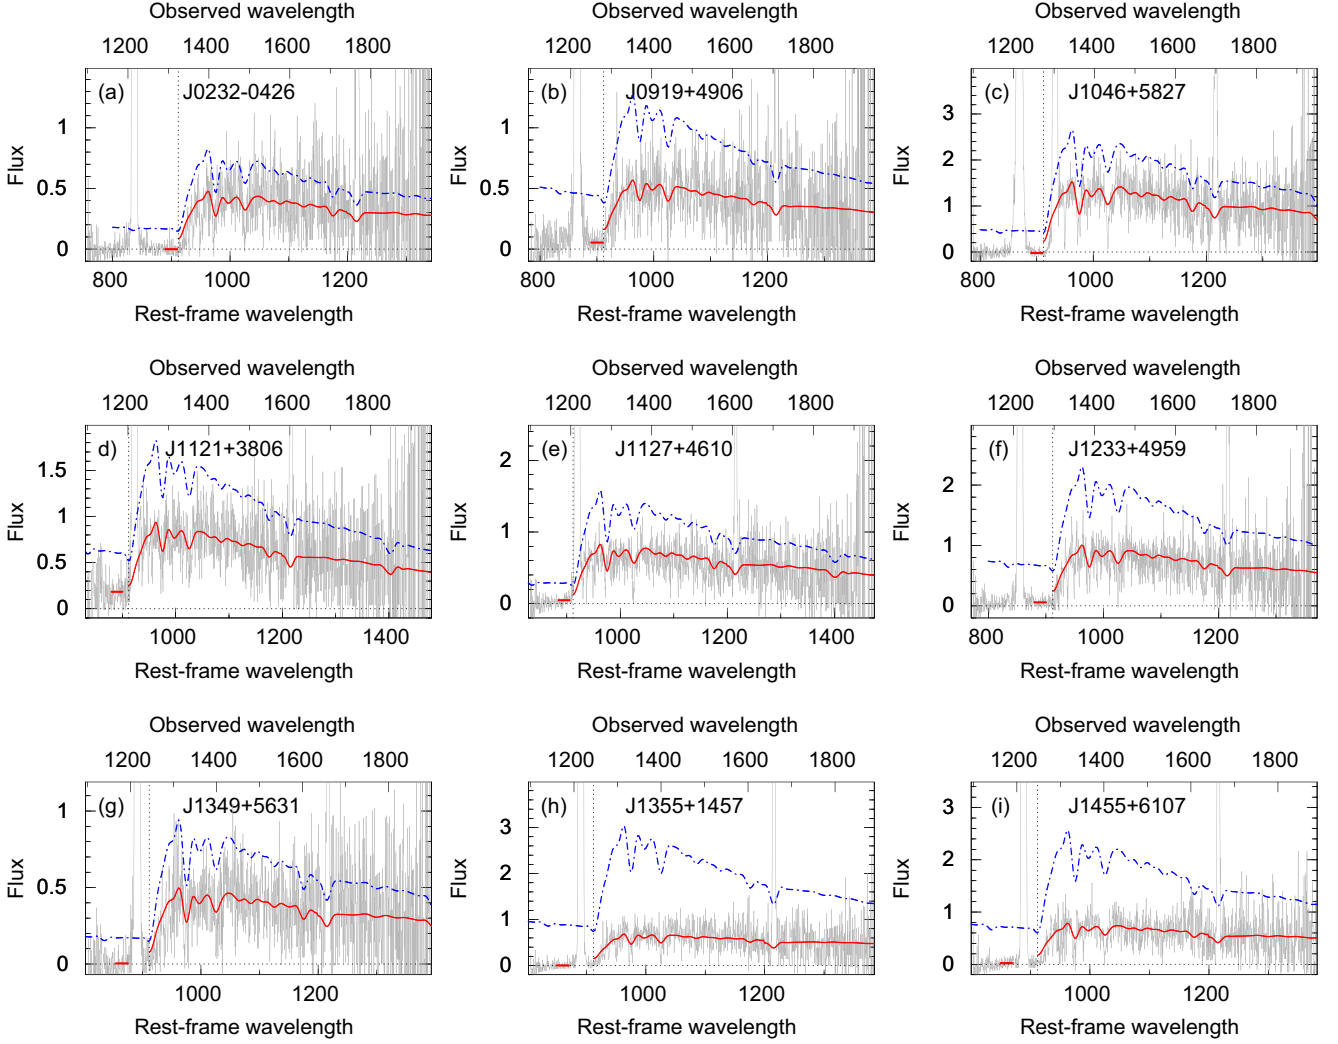 Observed wavelength Observed wavelength Observed wavelength
1200 1400 1600 1800 1200 1400 1600 1800 1200 1400 1600 1800
(a) J0232-0426 (b) J0919+4906 (c) J1046+5827
Flux 1 0.5 0 Flux 1 0.5 0 Flux 3 2 1 0
800 1000 1200 800 1000 1200 800 1000 1200
Rest-frame wavelength Rest-frame wavelength Rest-frame wavelength
Observed wavelength Observed wavelength Observed wavelength
1200 1400 1600 1800 1200 1400 1600 1800 1200 1400 1600 1800
d) J1121+3806 (e) J1127+4610 (f) J1233+4959
Flux 1.5 1 0.5 0 Flux 2 1 0 Flux 2 1 0
1000 1200 1400 1000 1200 1400 800 1000 1200
Rest-frame wavelength Rest-frame wavelength Rest-frame wavelength
Observed wavelength Observed wavelength Observed wavelength
1200 1400 1600 1800 1200 1400 1600 1800 1200 1400 1600 1800
(g) J1349+5631 (h) J1355+1457 (i) J1455+6107
Flux 1 0.5 0 Flux 3 2 1 0 Flux 3 2 1 0
1000 1200 1000 1200 1000 1200
Rest-frame wavelength Rest-frame wavelength Rest-frame wavelength